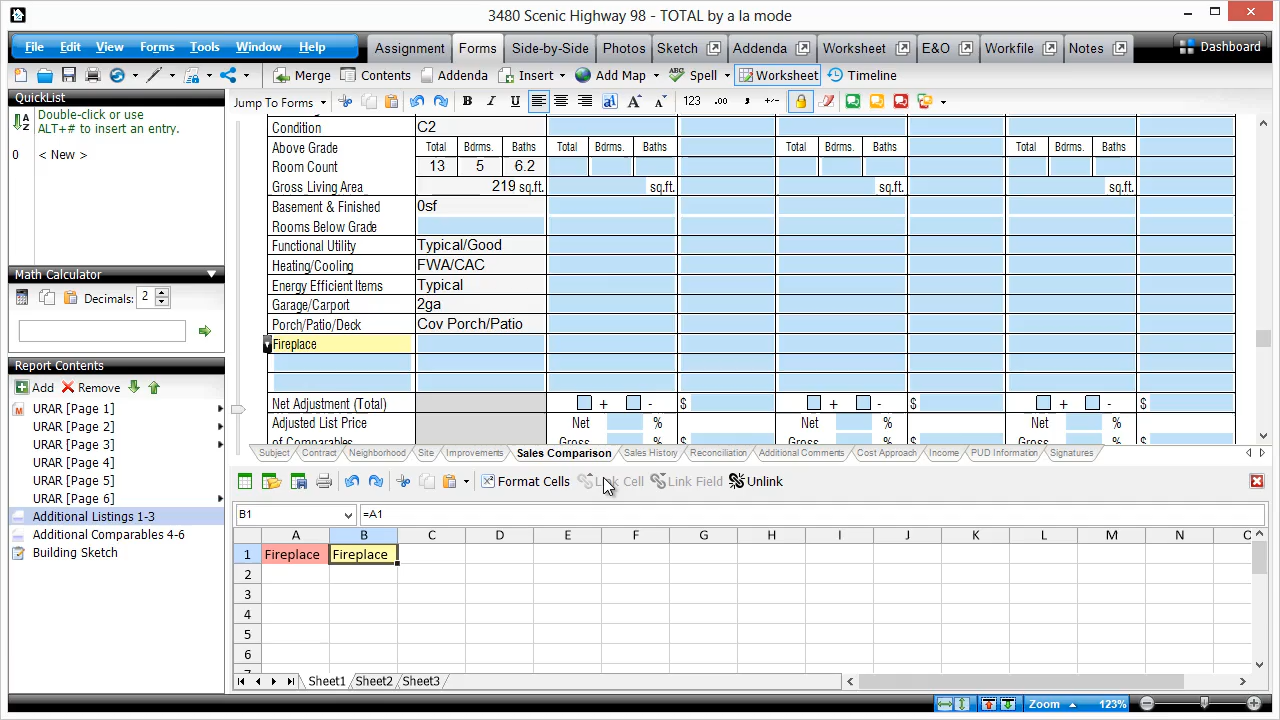 3480 Scenic Highway 98 - TOTAL by a la mode
File Edit View Forms Tools Window Help
Assignment Forms Side-by-Side Photos Sketch Addenda Worksheet E&O Workfile Notes Dashboard
Merge Contents Addenda Insert Add Map Spell Worksheet Timeline
QuickList
Jump To Forms B I U 123 .00
Double-click or use
ALT+# to insert an entry.
0 < New >
Math Calculator
Decimals: 2
Report Contents
Add Remove
URAR [Page 1]
URAR [Page 2]
URAR [Page 3]
URAR [Page 4]
URAR [Page 5]
URAR [Page 6]
Additional Listings 1-3
Additional Comparables 4-6
Building Sketch
Condition C2
Above Grade Total Bdrms. Baths Total Bdrms. Baths Total Bdrms. Baths Total Bdrms. Baths
Room Count 13 5 6.2
Gross Living Area 219 sq.ft. sq.ft. sq.ft. sq.ft.
Basement & Finished 0sf
Rooms Below Grade
Functional Utility Typical/Good
Heating/Cooling FWA/CAC
Energy Efficient Items Typical
Garage/Carport 2ga
Porch/Patio/Deck Cov Porch/Patio
Fireplace
Net Adjustment (Total) + - $ + - $ + - $
Adjusted List Price Net % Net % Net %
of Comparables Gross % $ Gross % $ Gross % $
Subject Contract Neighborhood Site Improvements Sales Comparison Sales History Reconciliation Additional Comments Cost Approach Income PUD Information Signatures
Format Cells Link Cell Link Field Unlink
B1 =A1
A B C D E F G H I J K L M N
1 Fireplace Fireplace
2
3
4
5
6
Sheet1 Sheet2 Sheet3
Zoom 123%